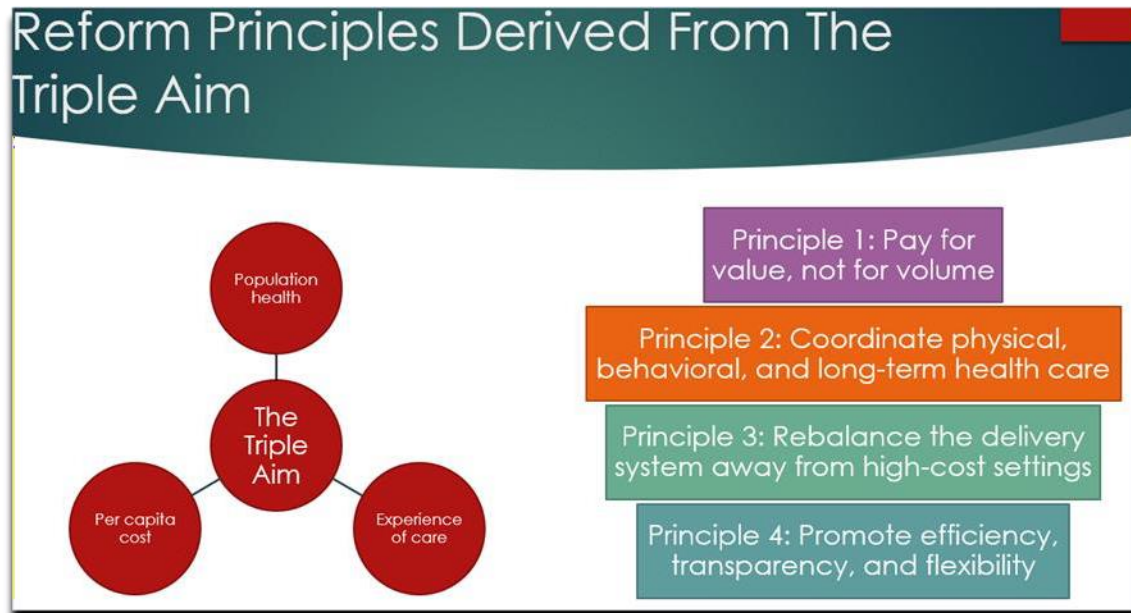 Reform Principles Derived From The
Triple Aim
Population
health
The
Triple
Aim
Per capita
cost
Experience
of care
Principle 1: Pay for
value, not for volume
Principle 2: Coordinate physical,
behavioral, and long-term health care
Principle 3: Rebalance the delivery
system away from high-cost settings
Principle 4: Promote efficiency,
transparency, and flexibility